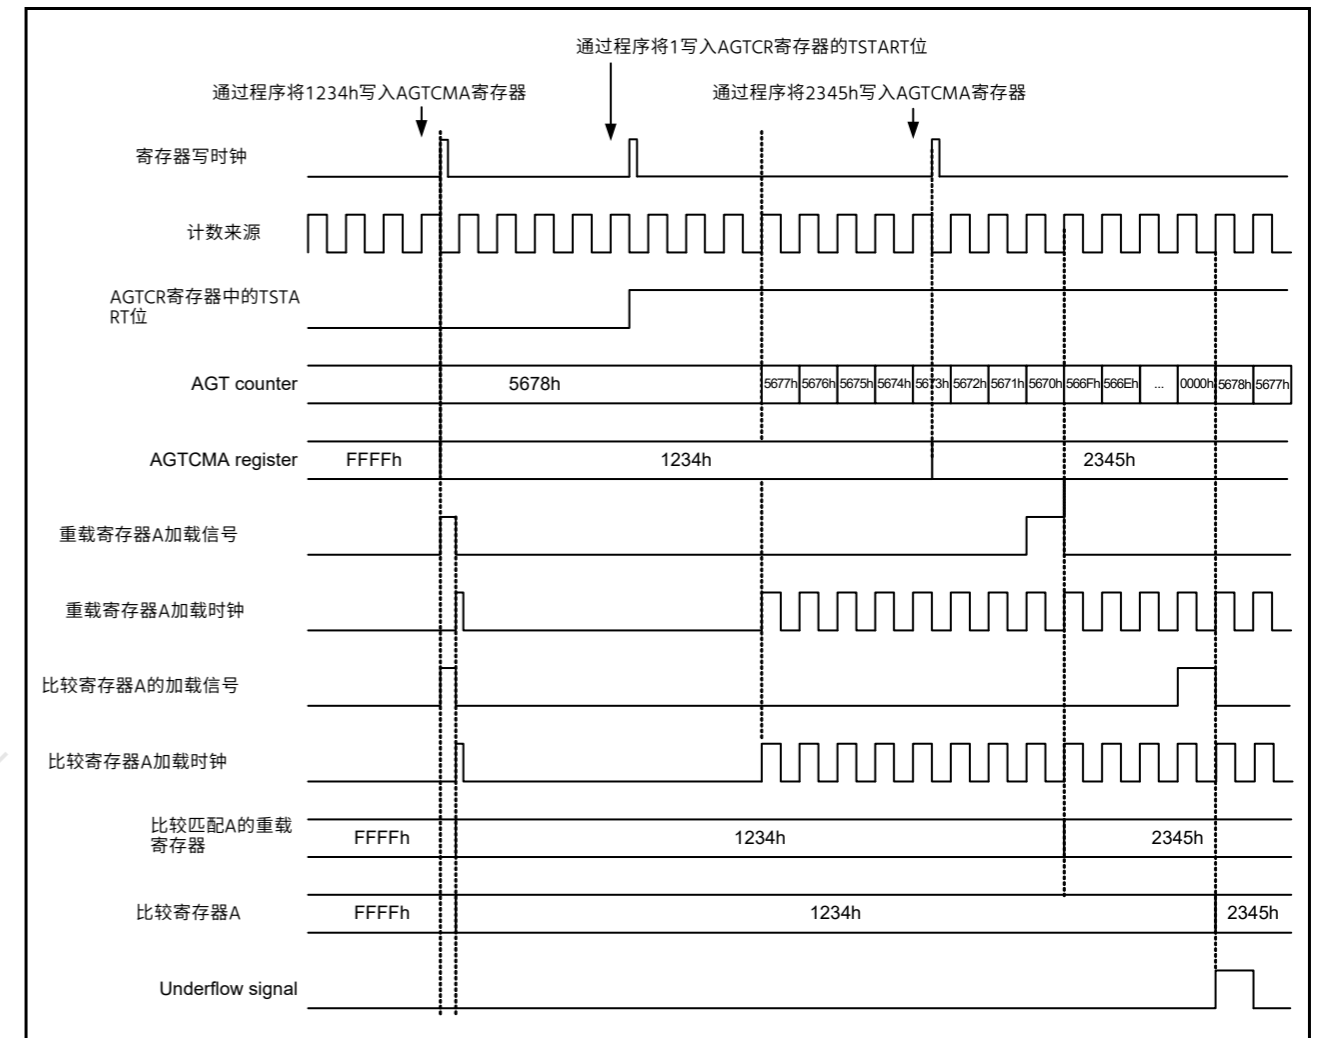 通过程序将1写入AGTCR寄存器的TSTART位
通过程序将1234h写入AGTCMA寄存器
通过程序将2345h写入AGTCMA寄存器
寄存器写时钟
计数来源
AGTCR寄存器中的TSTA
RT位
AGT counter
5678h
5677h 5676h 5675h 5674h 5673h 5672h 5671h 5670h 566Fh 566Eh ... 0000h 5678h 5677h
AGTCMA register
FFFFh
1234h
2345h
重载寄存器A加载信号
重载寄存器A加载时钟
比较寄存器A的加载信号
比较寄存器A加载时钟
比较匹配A的重载
寄存器
FFFFh
1234h
2345h
比较寄存器A
FFFFh
1234h
2345h
Underflow signal